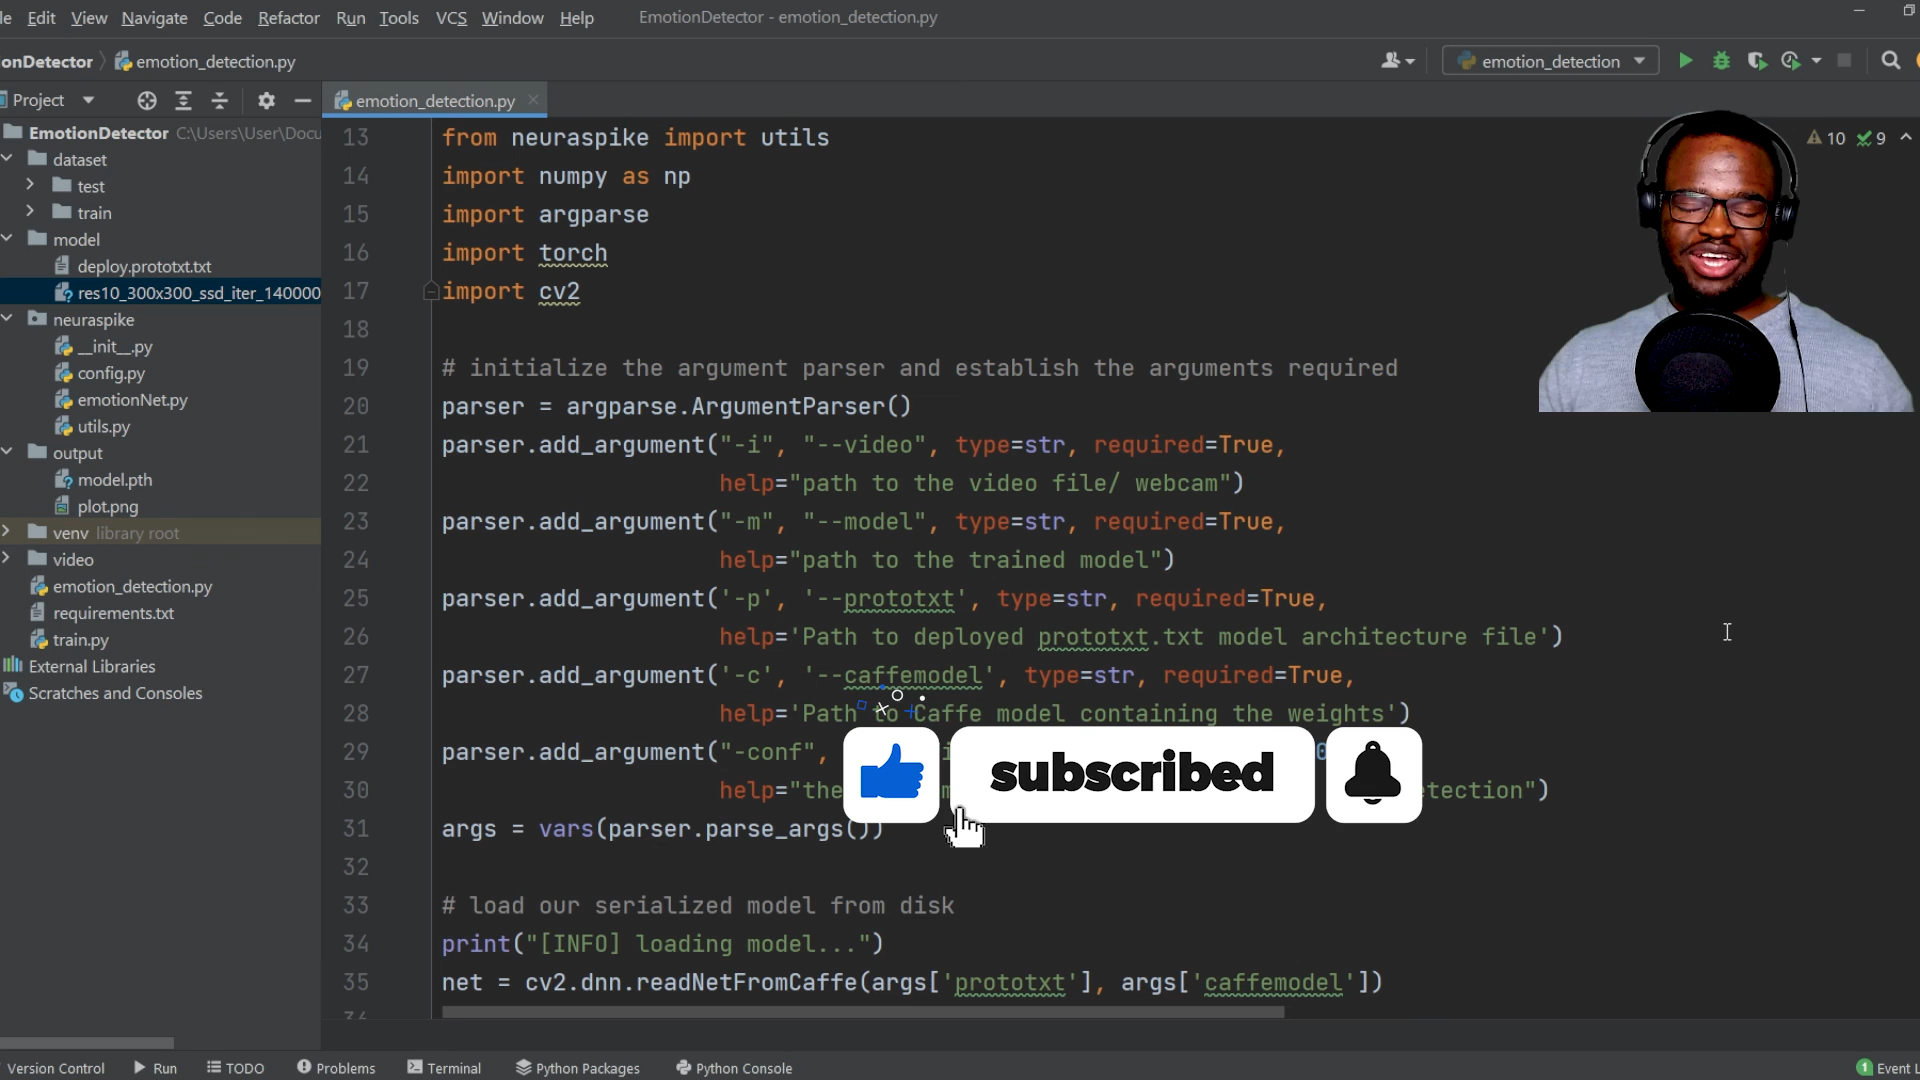 le Edit View Navigate Code Refactor Run Tools VCS Window Help EmotionDetector - emotion_detection.py
onDetector emotion_detection.py emotion_detection
Project emotion_detection.py
EmotionDetector C:\Users\User\Docu
dataset
test
train
model
deploy.prototxt.txt
res10_300x300_ssd_iter_140000
neuraspike
__init__.py
config.py
emotionNet.py
utils.py
output
model.pth
plot.png
venv library root
video
emotion_detection.py
requirements.txt
train.py
External Libraries
Scratches and Consoles
10 9
13 from neuraspike import utils
14 import numpy as np
15 import argparse
16 import torch
17 import cv2
18
19 # initialize the argument parser and establish the arguments required
20 parser = argparse.ArgumentParser()
21 parser.add_argument("-i", "--video", type=str, required=True,
22 help="path to the video file/ webcam")
23 parser.add_argument("-m", "--model", type=str, required=True,
24 help="path to the trained model")
25 parser.add_argument('-p', '--prototxt', type=str, required=True,
26 help='Path to deployed prototxt.txt model architecture file')
27 parser.add_argument('-c', '--caffemodel', type=str, required=True,
28 help='Path to Caffe model containing the weights')
29 parser.add_argument("-conf",
30 help="the tection")
subscribed
31 args = vars(parser.parse_args())
32
33 # load our serialized model from disk
34 print("[INFO] loading model...")
35 net = cv2.dnn.readNetFromCaffe(args['prototxt'], args['caffemodel'])
Version Control Run TODO Problems Terminal Python Packages Python Console 1 Event L